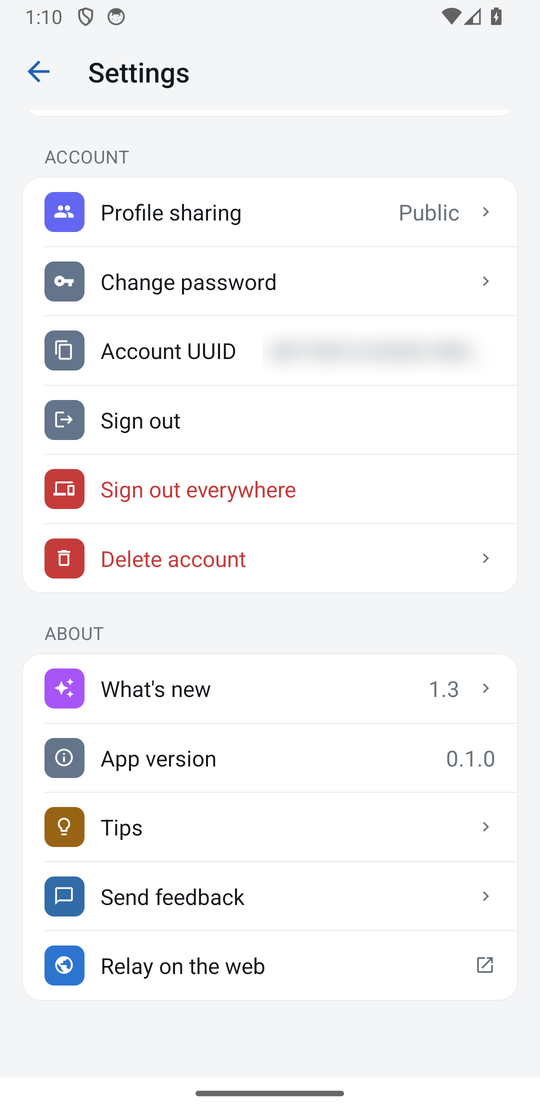 1:10
Settings
ACCOUNT
Profile sharing Public
Change password
Account UUID
Sign out
Sign out everywhere
Delete account
ABOUT
What's new 1.3
App version 0.1.0
Tips
Send feedback
Relay on the web